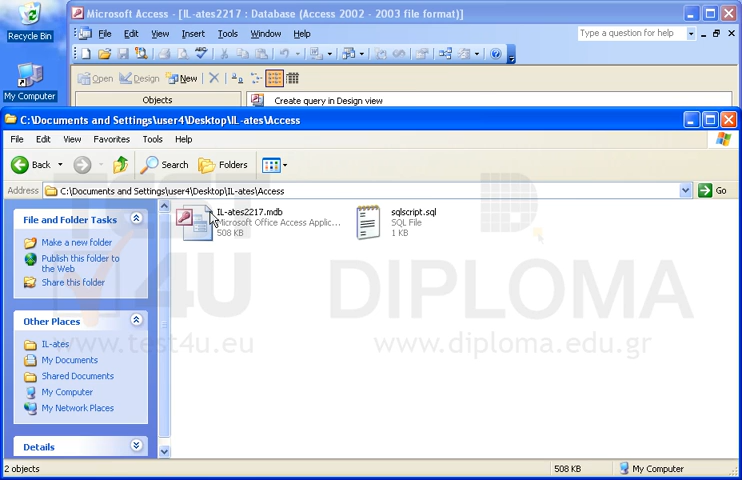 Recycle Bin
Microsoft Access - [IL-ates2217 : Database (Access 2002 - 2003 file format)]
File Edit View Insert Tools Window Help
Type a question for help
Open Design New
My Computer
Objects
Create query in Design view
C:\Documents and Settings\user4\Desktop\IL-ates\Access
File Edit View Favorites Tools Help
Back Search Folders
Address C:\Documents and Settings\user4\Desktop\IL-ates\Access Go
File and Folder Tasks
Make a new folder
Publish this folder to
the Web
Share this folder
Other Places
IL-ates
My Documents
Shared Documents
My Computer
My Network Places
Details
IL-ates2217.mdb
Microsoft Office Access Applic...
508 KB
sqlscript.sql
SQL File
1 KB
TEST
4U
www.test4u.eu
D
DIPLOMA
www.diploma.edu.gr
2 objects
508 KB
My Computer